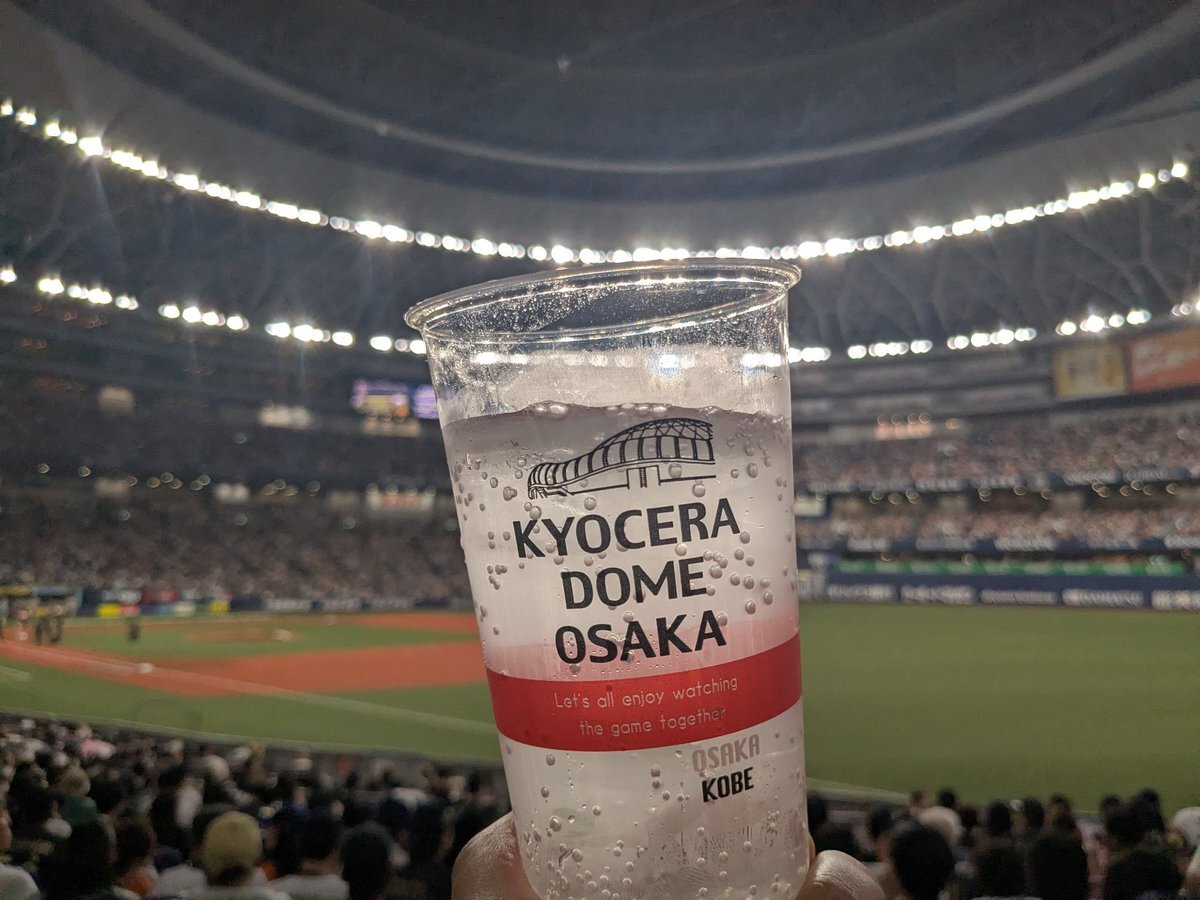 KYOCERA
DOME
OSAKA
Let's all enjoy watching
the game together
OSAKA
KOBE